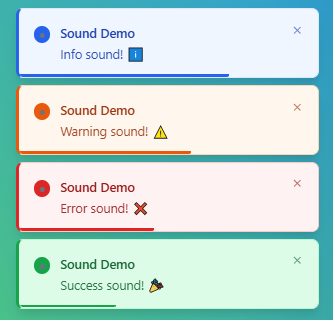 Sound Demo
Info sound! ℹ️
Sound Demo
Warning sound! ⚠️
Sound Demo
Error sound! ❌
Sound Demo
Success sound! 🎉